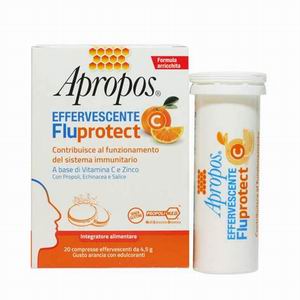 Formula
arricchita
Apropos®
EFFERVESCENTE
Fluprotect
C
Contribuisce al funzionamento
del sistema immunitario
A base di Vitamina C e Zinco
Con Propoli, Echinacea e Salice
PROPOLI M.E.D.
Integratore alimentare
20 compresse effervescenti da 4,5 g
Gusto arancia con edulcoranti
Apropos®
EFFERVESCENTE
Fluprotect
C